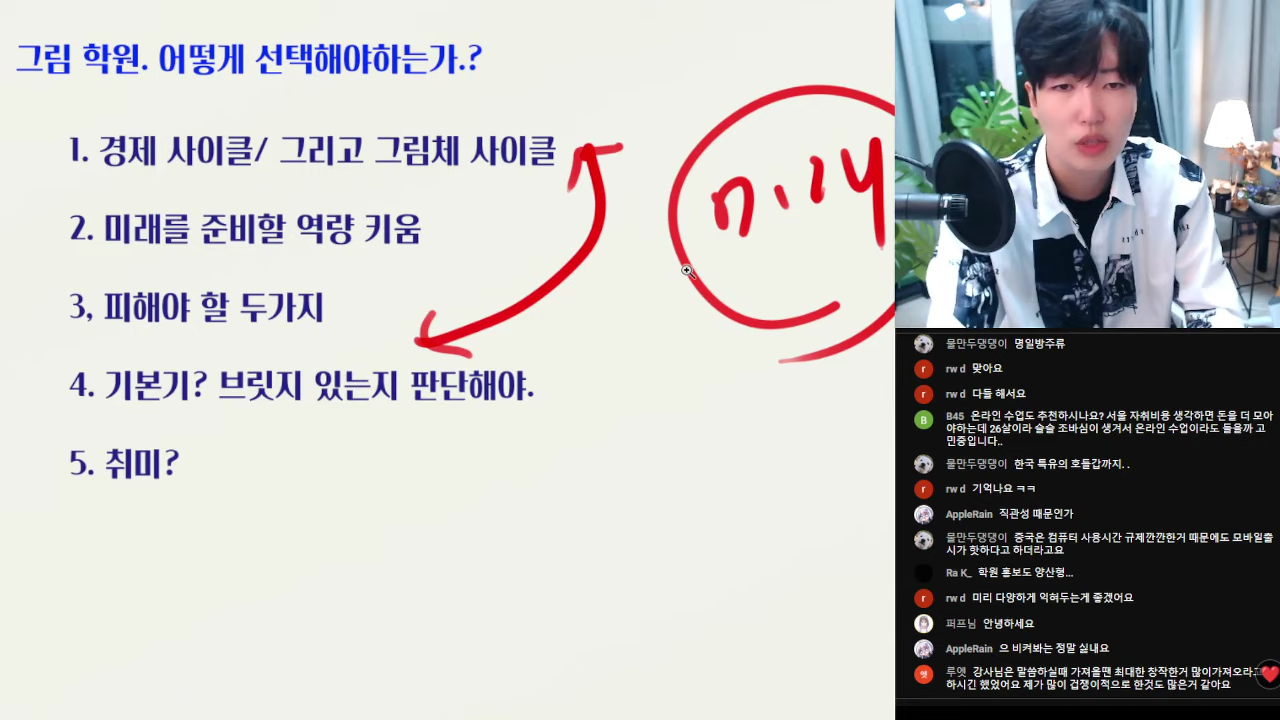 그림 학원. 어떻게 선택해야하는가.?
1. 경제 사이클/ 그리고 그림체 사이클
2. 미래를 준비할 역량 키움
3, 피해야 할 두가지
4. 기본기? 브릿지 있는지 판단해야.
5. 취미?
미래
물만두댕댕이 명일방주류
r rw d 맞아요
r rw d 다들 해서요
B B45 온라인 수업도 추천하시나요? 서울 자취비용 생각하면 돈을 더 모아
야하는데 26살이라 슬슬 조바심이 생겨서 온라인 수업이라도 들을까 고
민중입니다..
물만두댕댕이 한국 특유의 호들갑까지. .
r rw d 기억나요 ㅋㅋ
AppleRain 직관성 때문인가
물만두댕댕이 중국은 컴퓨터 사용시간 규제깐깐한거 때문에도 모바일출
시가 핫하다고 하더라고요
Ra K_ 학원 홍보도 양산형...
r rw d 미리 다양하게 익혀두는게 좋겠어요
퍼프님 안녕하세요
AppleRain 으 비켜봐는 정말 싫내요
엣 루엣 강사님은 말씀하실때 가져올땐 최대한 창작한거 많이가져오라고
하시긴 했었어요 제가 많이 겁쟁이적으로 한것도 많은거 같아요